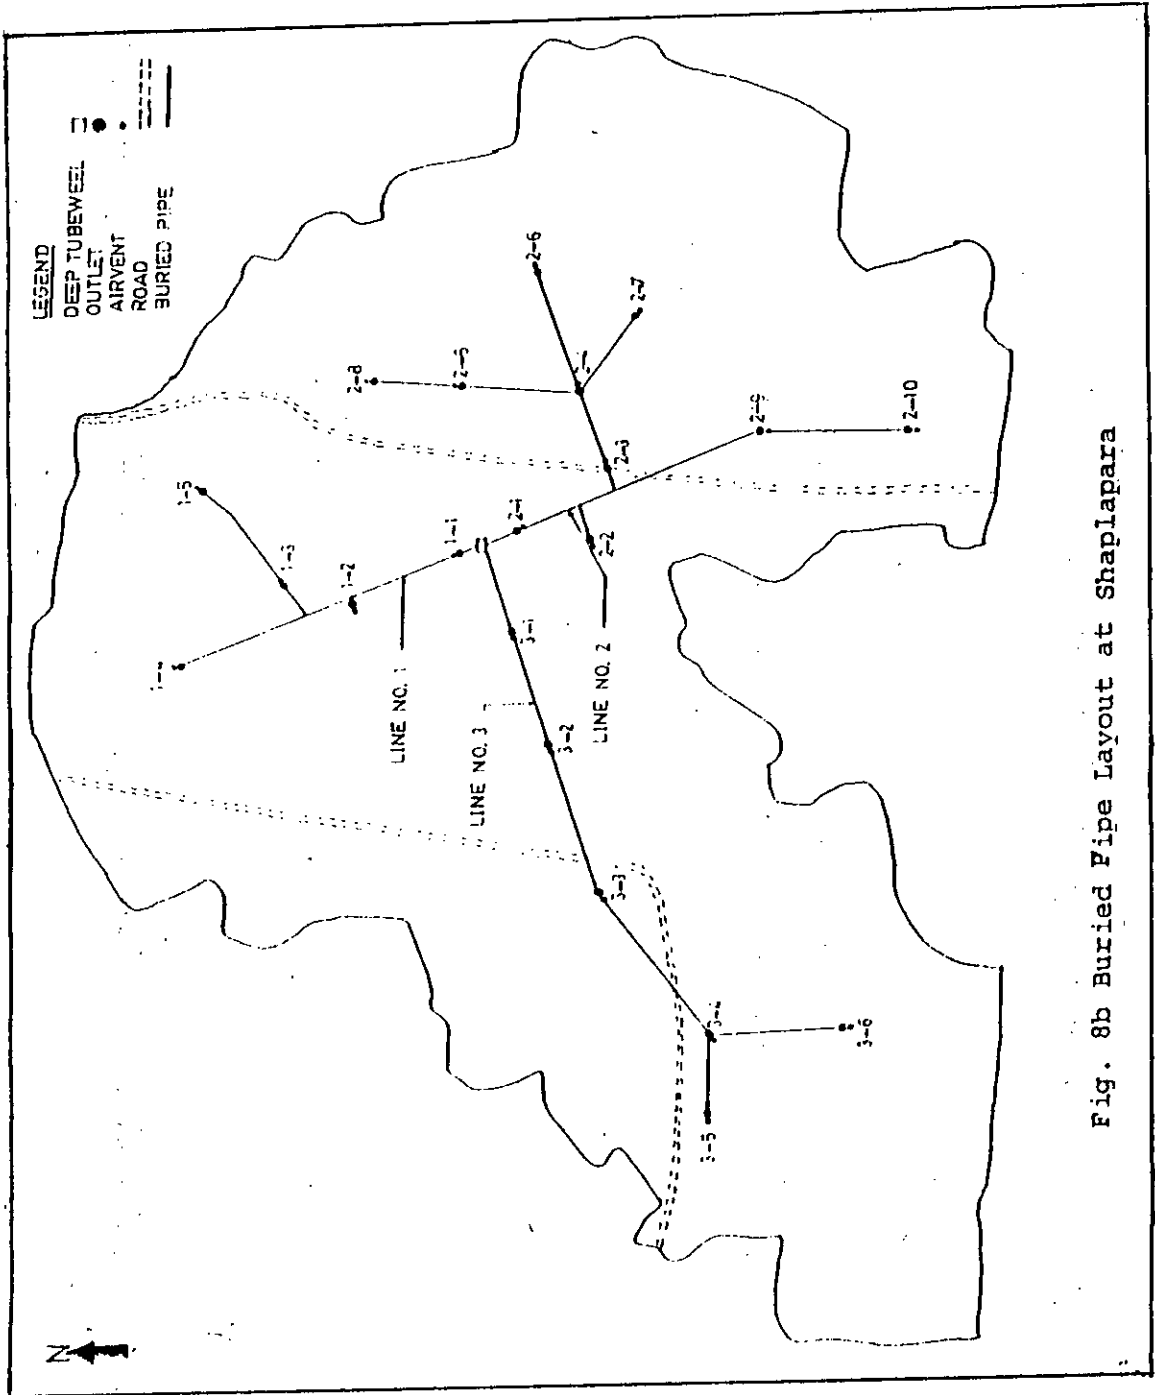 LEGEND
DEEP TUBEWEEL
OUTLET
AIRVENT
ROAD
BURIED PIPE
N
1-5
1-3
1-2
1-1
LINE NO. 1
2-8
2-5
2-6
2-7
2-3
2-1
2-2
2-9
2-10
LINE NO. 2
LINE NO. 3
3-1
3-2
3-3
3-4
3-5
3-6
Fig. 8b Buried Pipe Layout at Shaplapara